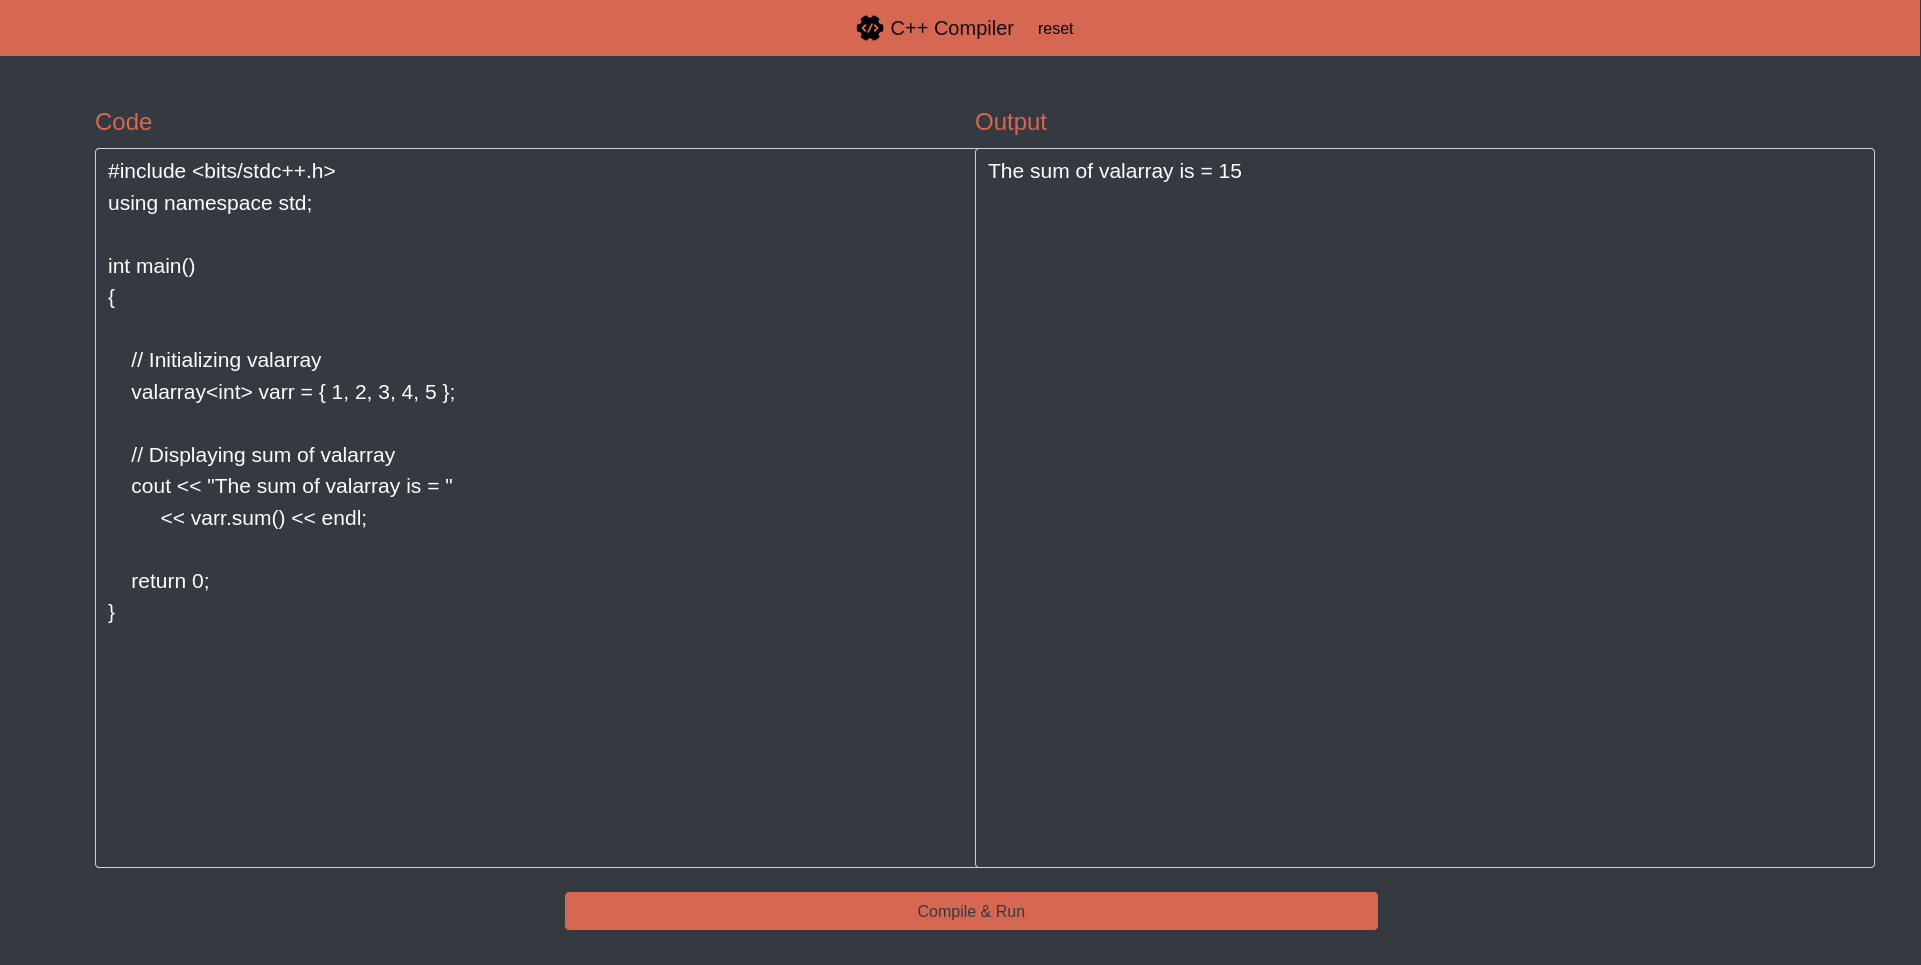 C++ Compiler reset
Code
#include <bits/stdc++.h>
using namespace std;
int main()
{
// Initializing valarray
valarray<int> varr = { 1, 2, 3, 4, 5 };
// Displaying sum of valarray
cout << "The sum of valarray is = "
<< varr.sum() << endl;
return 0;
}
Output
The sum of valarray is = 15
Compile & Run